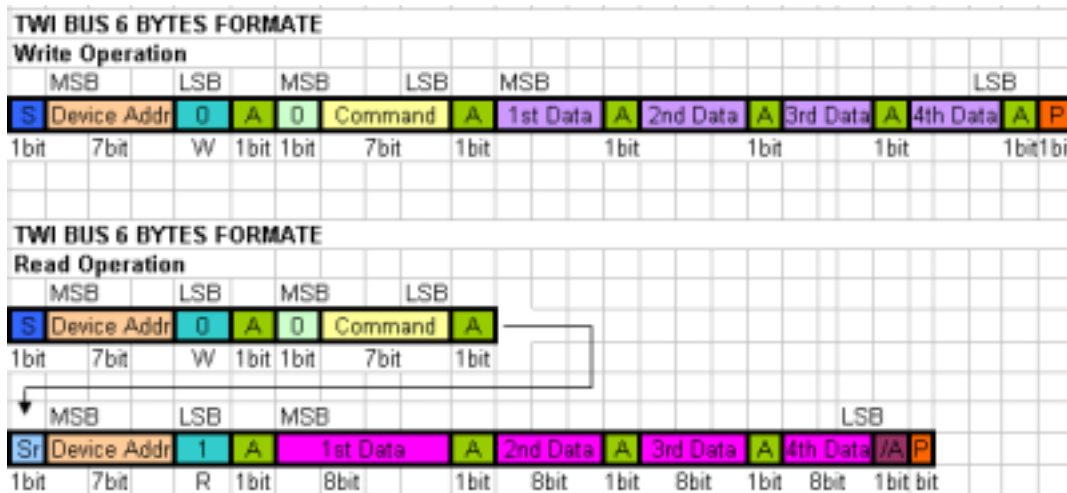 TWI BUS 6 BYTES FORMATE
Write Operation
MSB LSB MSB LSB MSB LSB
S Device Addr 0 A 0 Command A 1st Data A 2nd Data A 3rd Data A 4th Data A P
1bit 7bit W 1bit 1bit 7bit 1bit 1bit 1bit 1bit 1bit 1bi
TWI BUS 6 BYTES FORMATE
Read Operation
MSB LSB MSB LSB
S Device Addr 0 A 0 Command A
1bit 7bit W 1bit 1bit 7bit 1bit
MSB LSB MSB LSB
Sr Device Addr 1 A 1st Data A 2nd Data A 3rd Data A 4th Data /A P
1bit 7bit R 1bit 8bit 1bit 8bit 1bit 8bit 1bit 8bit 1bit bit